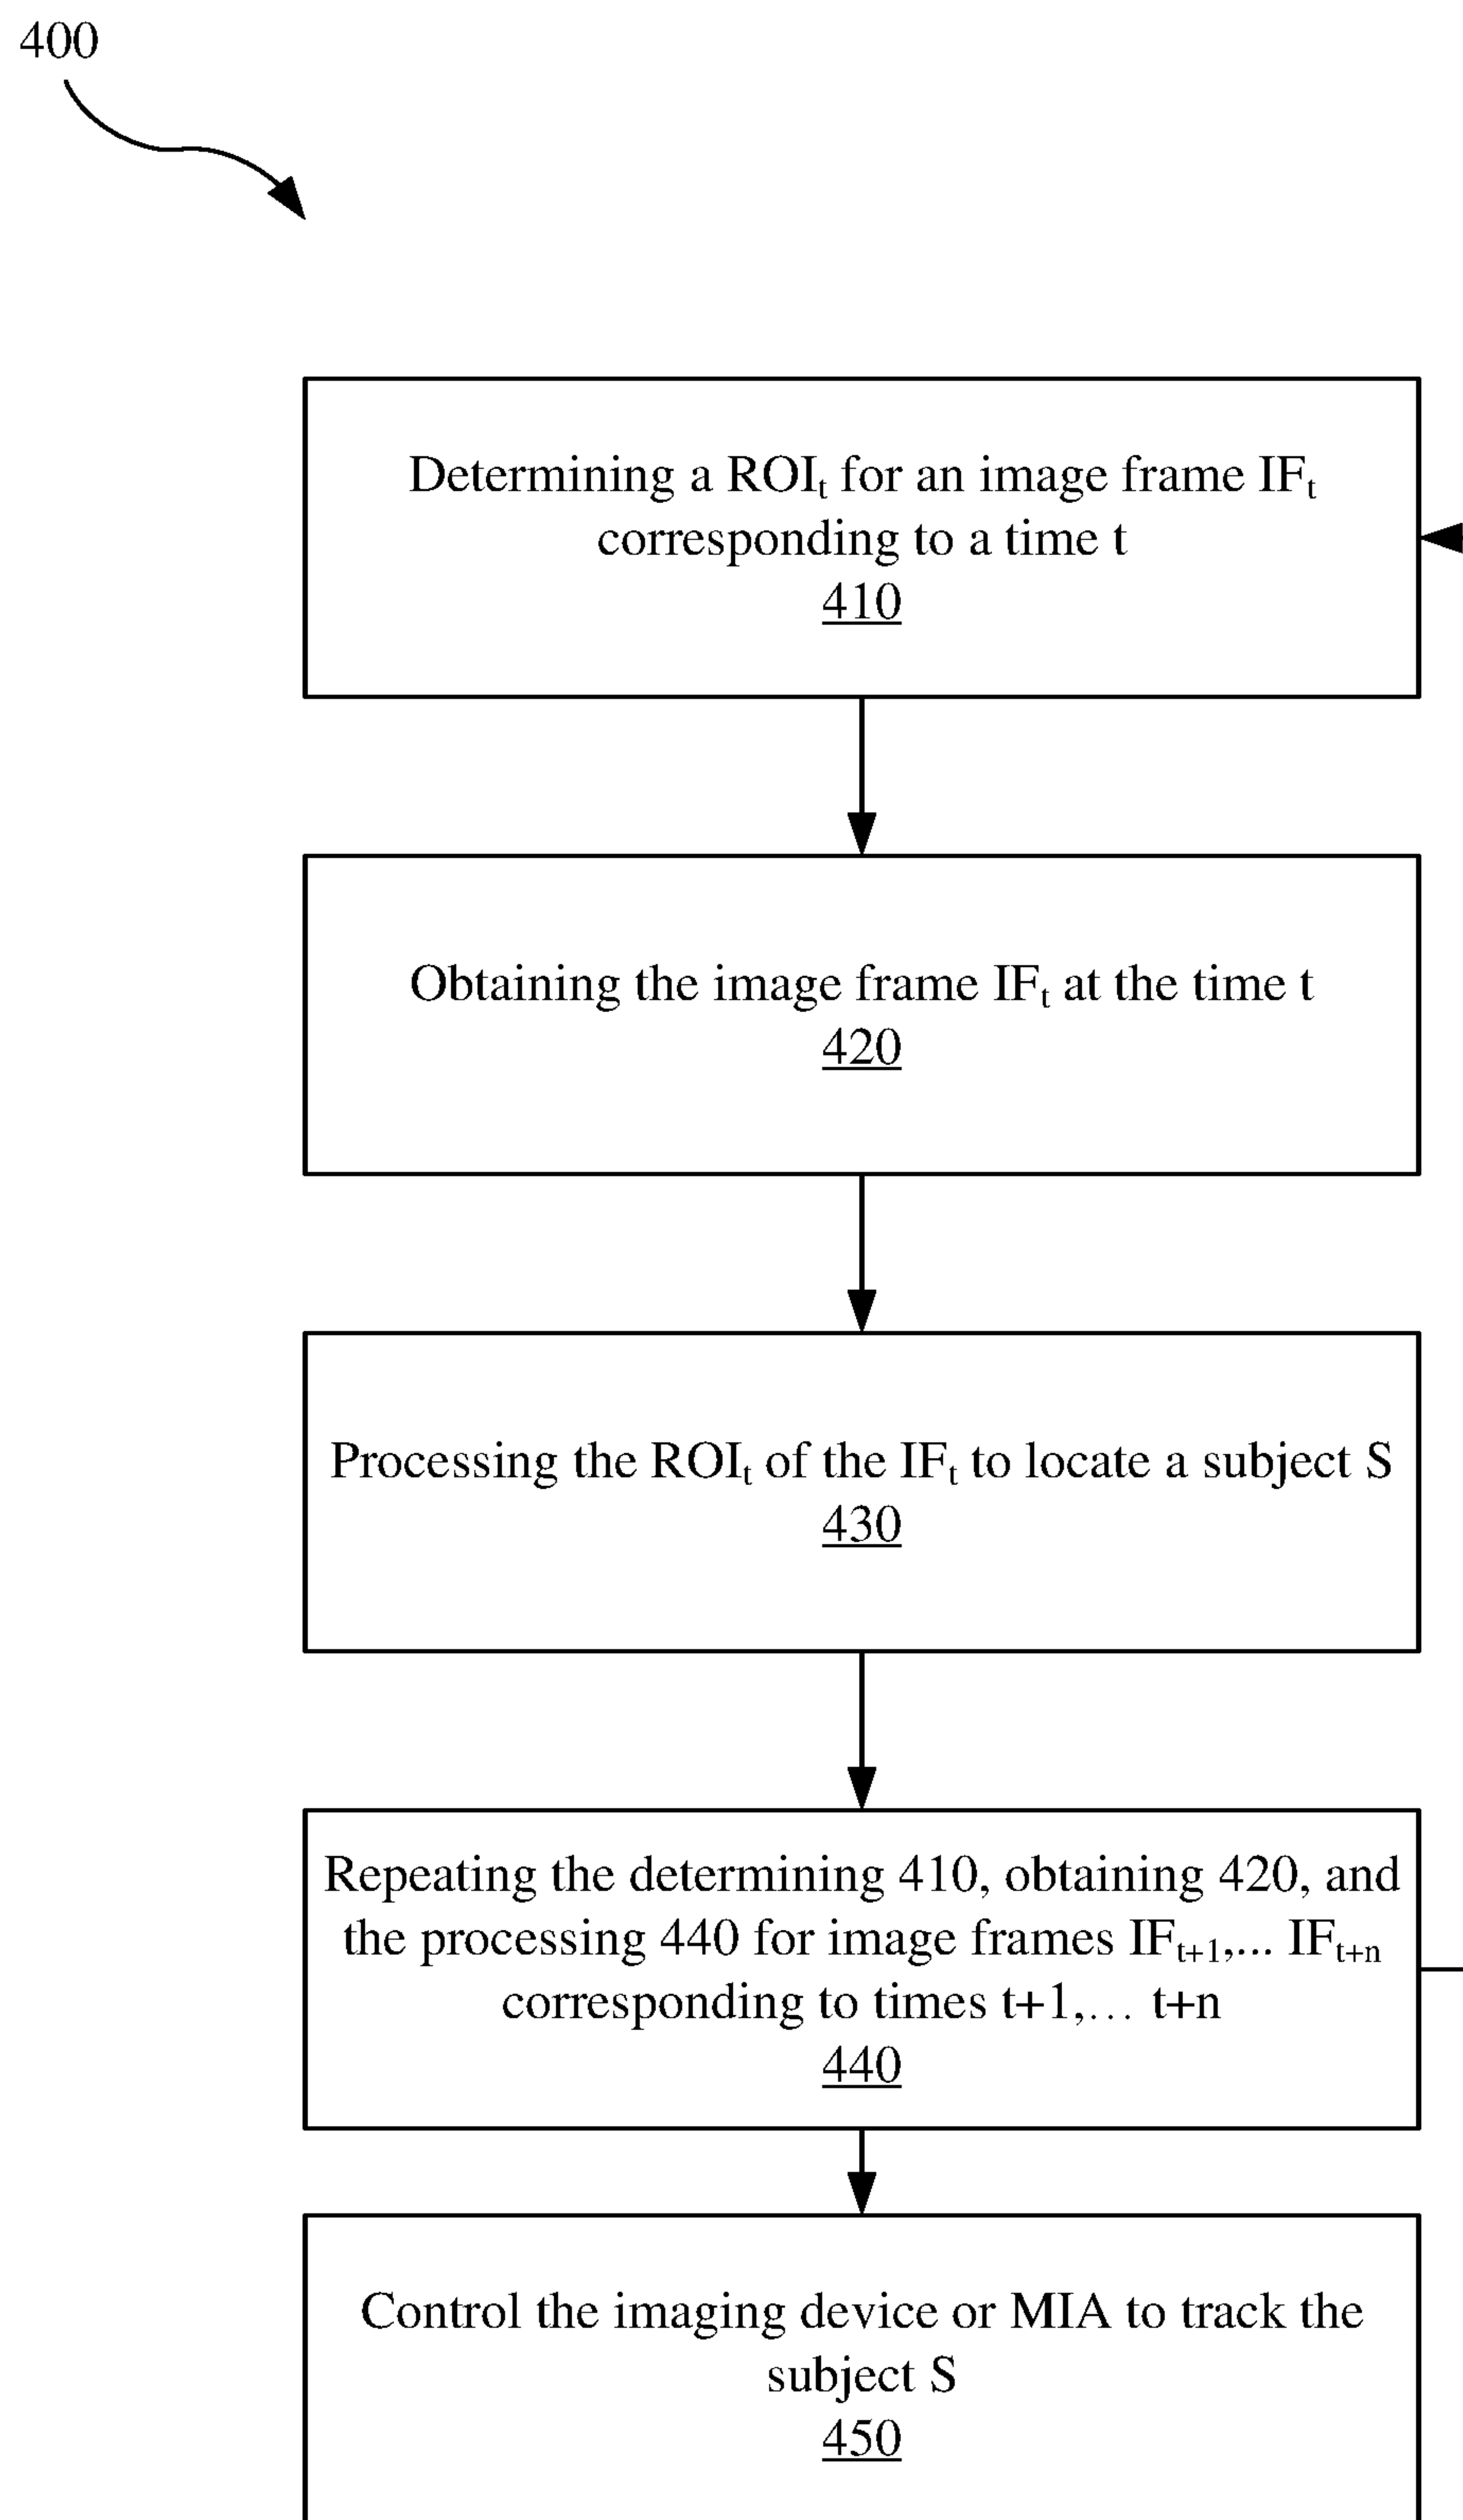 400
Determining a ROIt for an image frame IFt
corresponding to a time t
410
Obtaining the image frame IFt at the time t
420
Processing the ROIt of the IFt to locate a subject S
430
Repeating the determining 410, obtaining 420, and
the processing 440 for image frames IFt+1,... IFt+n
corresponding to times t+1,... t+n
440
Control the imaging device or MIA to track the
subject S
450